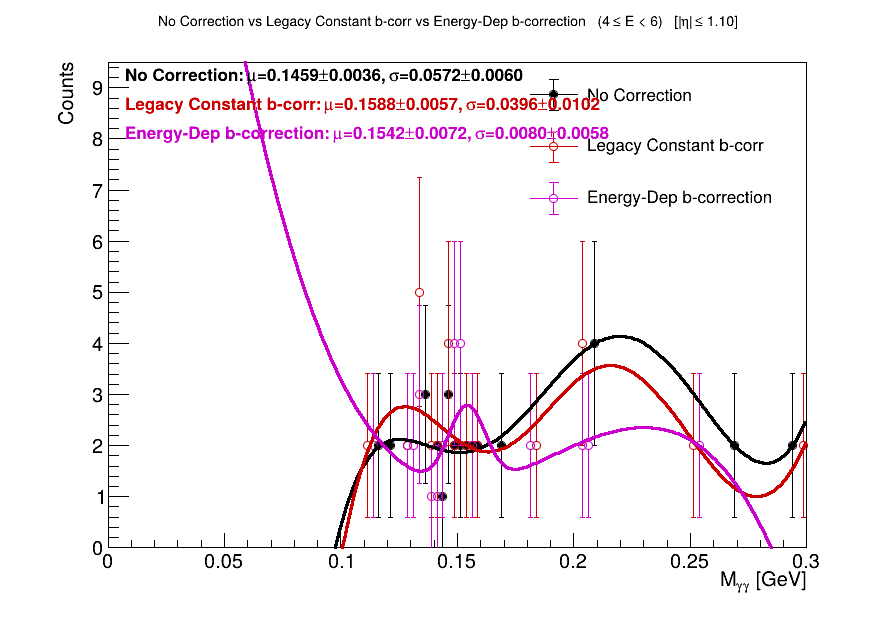 No Correction vs Legacy Constant b-corr vs Energy-Dep b-correction (4 ≤ E < 6) [|η| ≤ 1.10]
Counts
No Correction: μ=0.1459±0.0036, σ=0.0572±0.0060
Legacy Constant b-corr: μ=0.1588±0.0057, σ=0.0396±0.0102
Energy-Dep b-correction: μ=0.1542±0.0072, σ=0.0080±0.0058
No Correction
Legacy Constant b-corr
Energy-Dep b-correction
9
8
7
6
5
4
3
2
1
0
0 0.05 0.1 0.15 0.2 0.25 0.3
Mγγ [GeV]